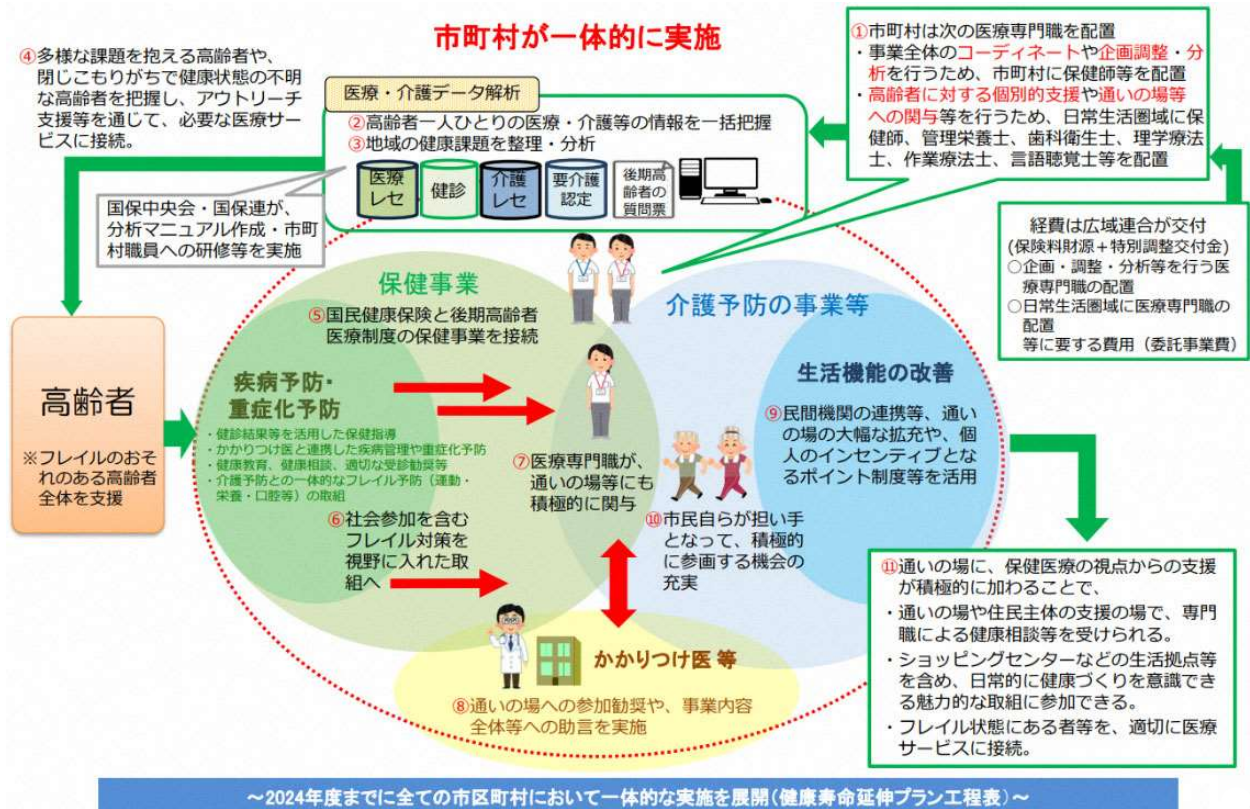 市町村が一体的に実施
④多様な課題を抱える高齢者や、
閉じこもりがちで健康状態の不明
な高齢者を把握し、アウトリーチ
支援等を通じて、必要な医療サー
ビスに接続。
医療・介護データ解析
②高齢者一人ひとりの医療・介護等の情報を一括把握
③地域の健康課題を整理・分析
医療
レセ
健診
介護
レセ
要介護
認定
後期高
齢者の
質問票
①市町村は次の医療専門職を配置
・事業全体のコーディネートや企画調整・分
析を行うため、市町村に保健師等を配置
・高齢者に対する個別的支援や通いの場等
への関与等を行うため、日常生活圏域に保
健師、管理栄養士、歯科衛生士、理学療法
士、作業療法士、言語聴覚士等を配置
国保中央会・国保連が、
分析マニュアル作成・市町
村職員への研修等を実施
経費は広域連合が交付
(保険料財源＋特別調整交付金)
○企画・調整・分析等を行う医
療専門職の配置
○日常生活圏域に医療専門職の
配置
等に要する費用（委託事業費）
高齢者
※フレイルのおそ
れのある高齢者
全体を支援
保健事業
⑤国民健康保険と後期高齢者
医療制度の保健事業を接続
疾病予防・
重症化予防
・健診結果等を活用した保健指導
・かかりつけ医と連携した疾病管理や重症化予防
・健康教育、健康相談、適切な受診勧奨等
・介護予防との一体的なフレイル予防（運動・
栄養・口腔等）の取組
⑥社会参加を含む
フレイル対策を
視野に入れた取
組へ
⑦医療専門職が、
通いの場等にも
積極的に関与
介護予防の事業等
生活機能の改善
⑨民間機関の連携等、通い
の場の大幅な拡充や、個
人のインセンティブとな
るポイント制度等を活用
⑩市民自らが担い手
となって、積極的
に参画する機会の
充実
かかりつけ医 等
⑧通いの場への参加勧奨や、事業内容
全体等への助言を実施
⑪通いの場に、保健医療の視点からの支援
が積極的に加わることで、
・通いの場や住民主体の支援の場で、専門
職による健康相談等を受けられる。
・ショッピングセンターなどの生活拠点等
を含め、日常的に健康づくりを意識でき
る魅力的な取組に参加できる。
・フレイル状態にある者等を、適切に医療
サービスに接続。
～2024年度までに全ての市区町村において一体的な実施を展開(健康寿命延伸プラン工程表)～